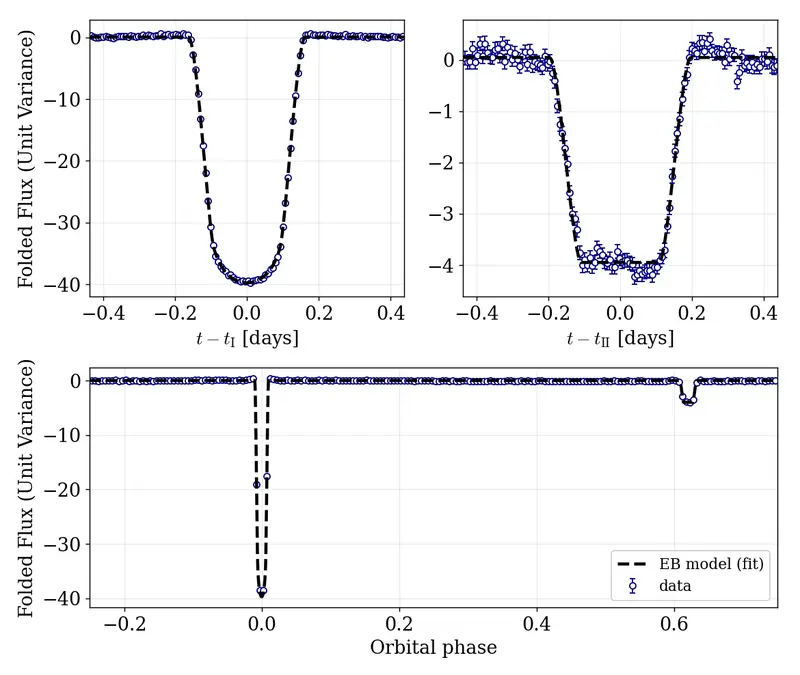 Folded Flux (Unit Variance)
0
−10
−20
−30
−40
−0.4 −0.2 0.0 0.2 0.4
t − tI [days]
0
−1
−2
−3
−4
−0.4 −0.2 0.0 0.2 0.4
t − tII [days]
Folded Flux (Unit Variance)
0
−10
−20
−30
−40
−0.2 0.0 0.2 0.4 0.6
Orbital phase
EB model (fit)
data